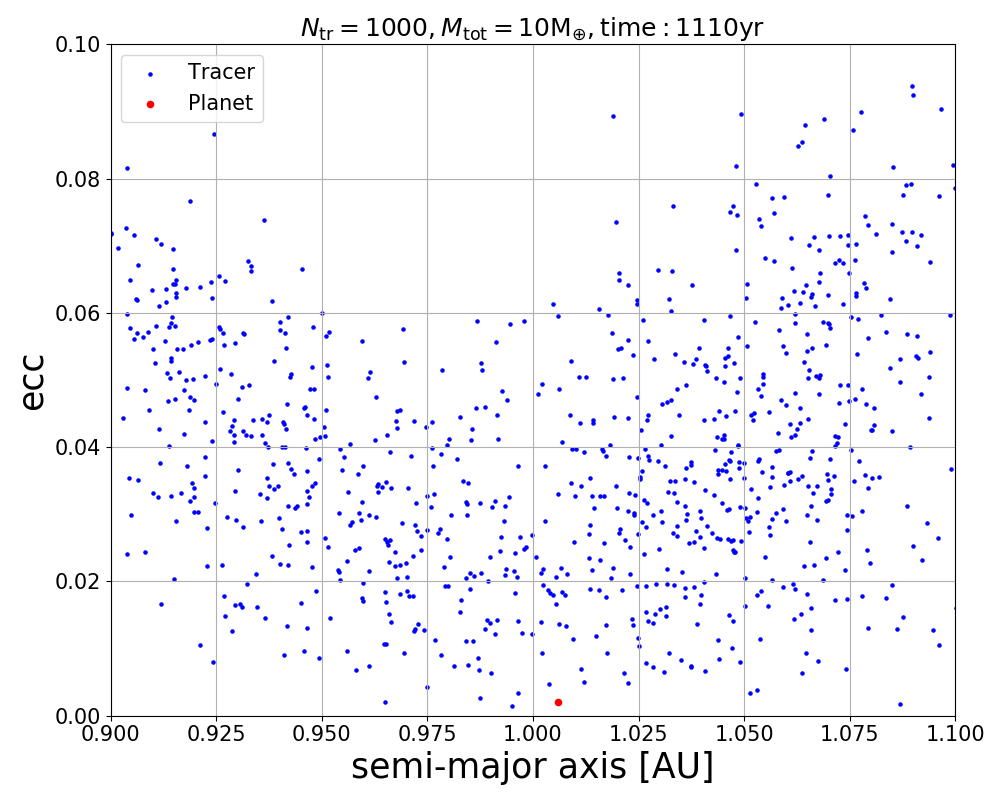 N_tr = 1000, M_tot = 10M_⊕, time : 1110yr
Tracer
Planet
ecc
0.10
0.08
0.06
0.04
0.02
0.00
0.900 0.925 0.950 0.975 1.000 1.025 1.050 1.075 1.100
semi-major axis [AU]